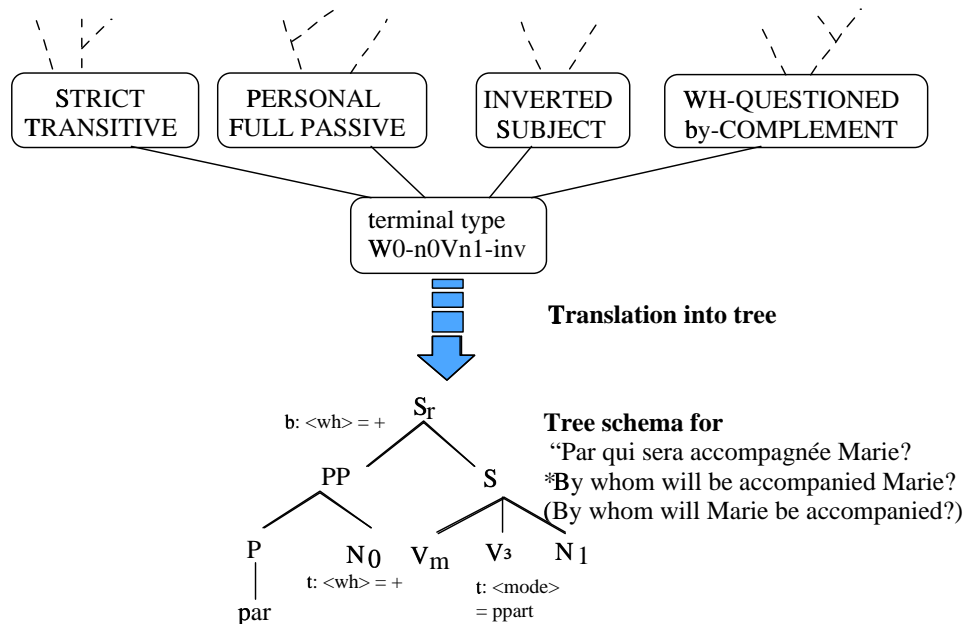 STRICT
TRANSITIVE
PERSONAL
FULL PASSIVE
INVERTED
SUBJECT
WH-QUESTIONED
by-COMPLEMENT
terminal type
W0-n0Vn1-inv
Translation into tree
Sr
b: <wh> = +
Tree schema for
“Par qui sera accompagnée Marie?
*By whom will be accompanied Marie?
(By whom will Marie be accompanied?)
PP S
P N0 Vm V3 N1
t: <wh> = +
t: <mode>
= ppart
par